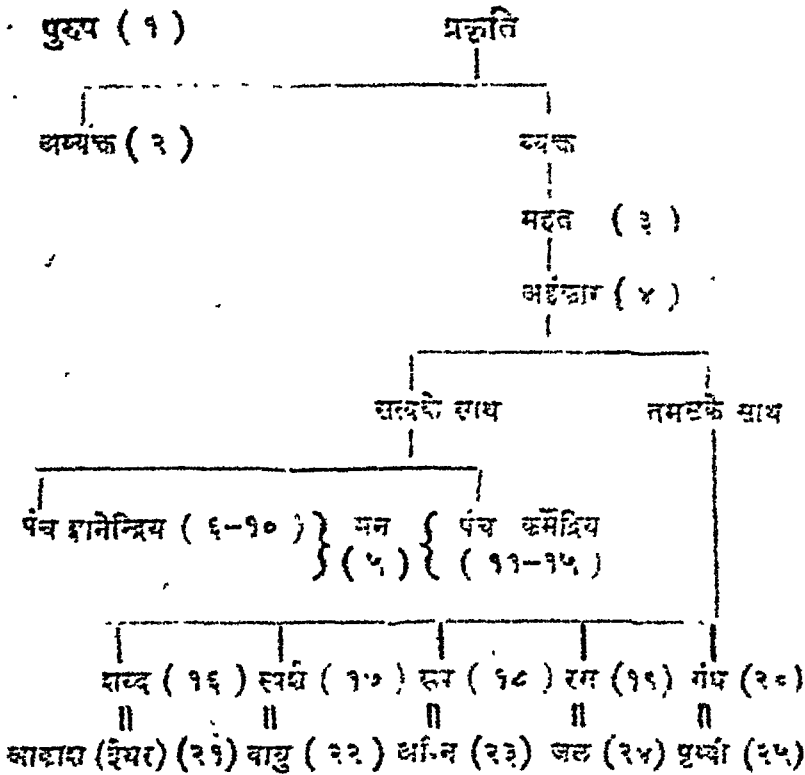 पुरुष ( १ ) प्रकृति
अव्यक्त ( २ ) व्यक्त
महत ( ३ )
अहंकार ( ४ )
सत्वके साथ तमसके साथ
पंच ज्ञानेन्द्रिय ( ६-१० ) } मन { पंच कर्मेंद्रिय
} ( ५ ) { ( ११-१५ )
शब्द ( १६ ) स्पर्श ( १७ ) रूप ( १८ ) रस (१९) गंध (२०)
आकाश (ईथर) (२१) वायु ( २२ ) अग्नि (२३) जल (२४) पृथ्वी (२५)